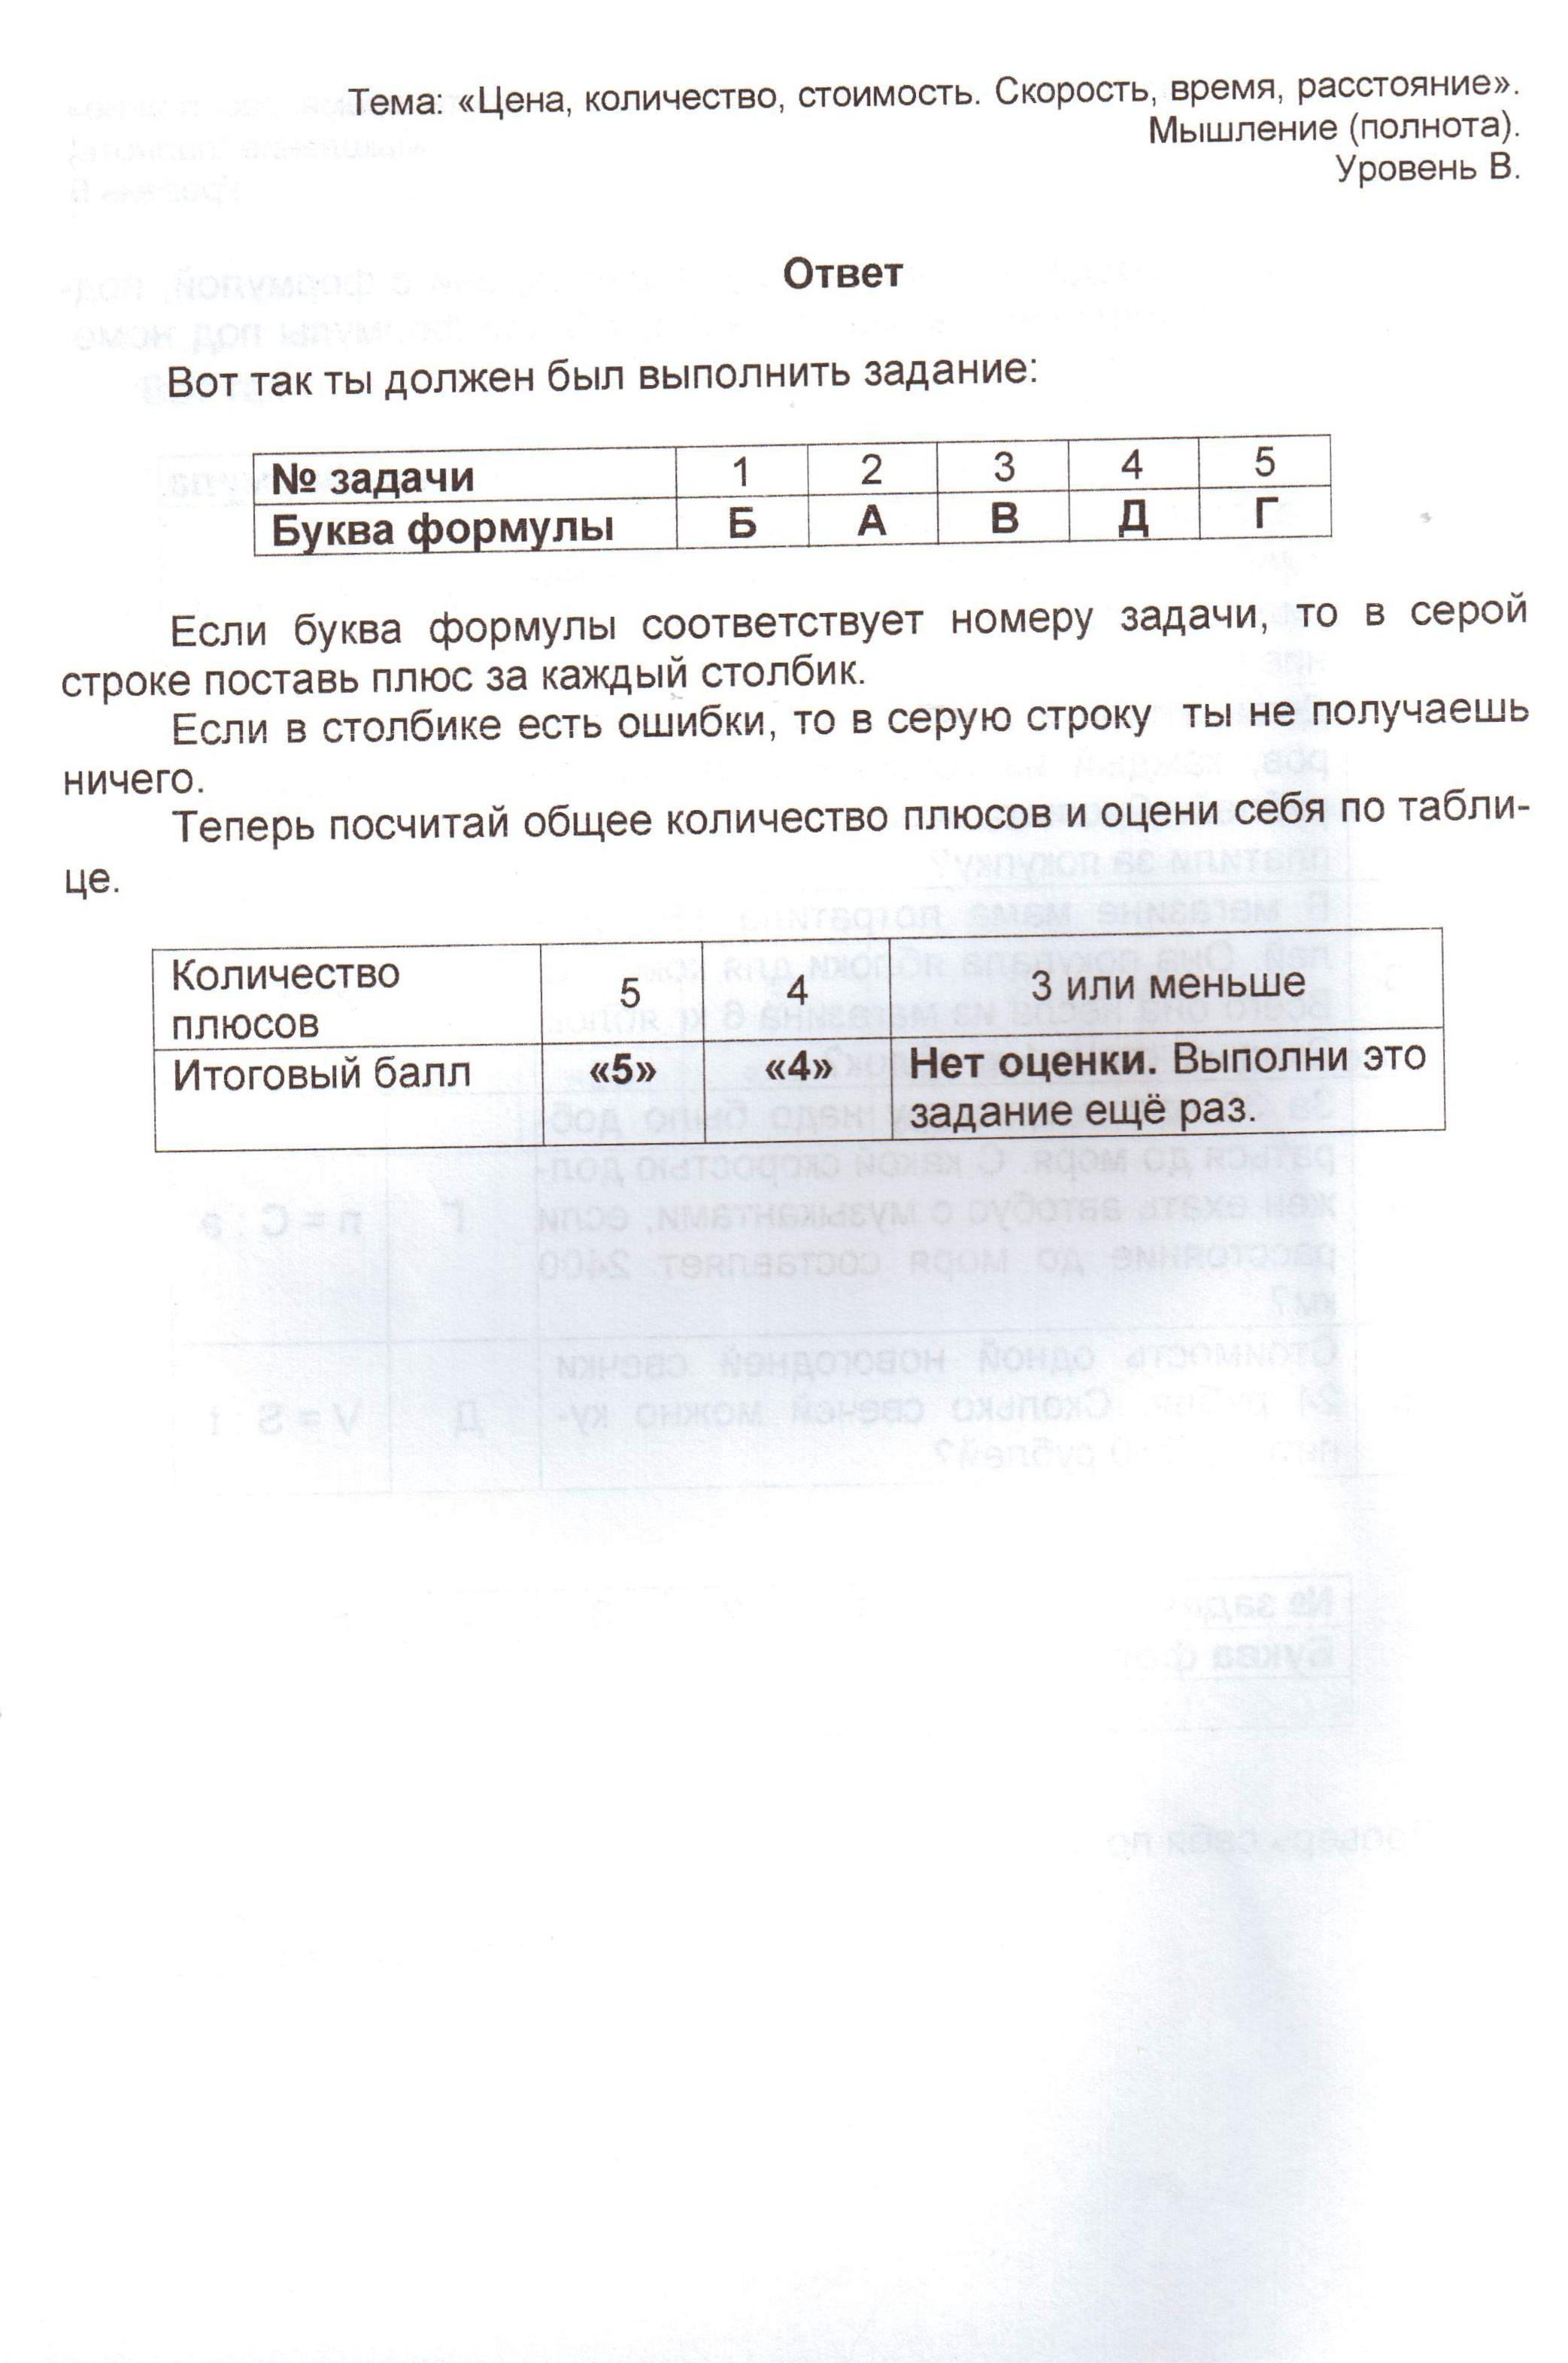 Тема: «Цена, количество, стоимость. Скорость, время, расстояние».
Мышление (полнота).
Уровень В.
Ответ
Вот так ты должен был выполнить задание:
№ задачи 1 2 3 4 5
Буква формулы Б А В Д Г
Если буква формулы соответствует номеру задачи, то в серой
строке поставь плюс за каждый столбик.
Если в столбике есть ошибки, то в серую строку ты не получаешь
ничего.
Теперь посчитай общее количество плюсов и оцени себя по табли-
це.
Количество
плюсов
5 4 3 или меньше
Итоговый балл «5» «4» Нет оценки. Выполни это
задание ещё раз.